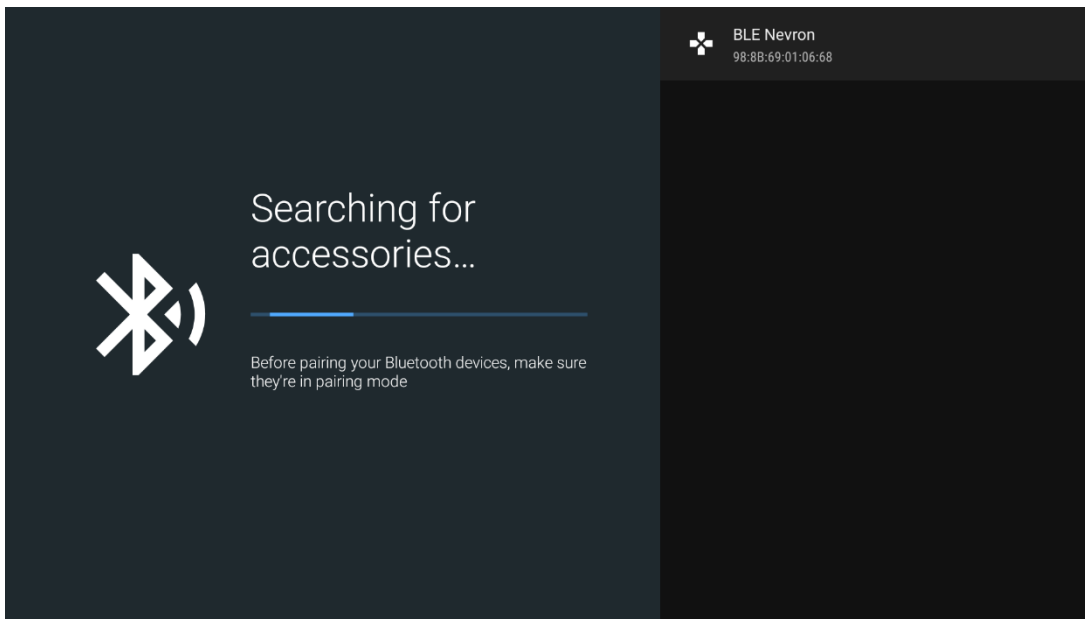 Searching for
accessories...
Before pairing your Bluetooth devices, make sure
they're in pairing mode
BLE Nevron
98:8B:69:01:06:68